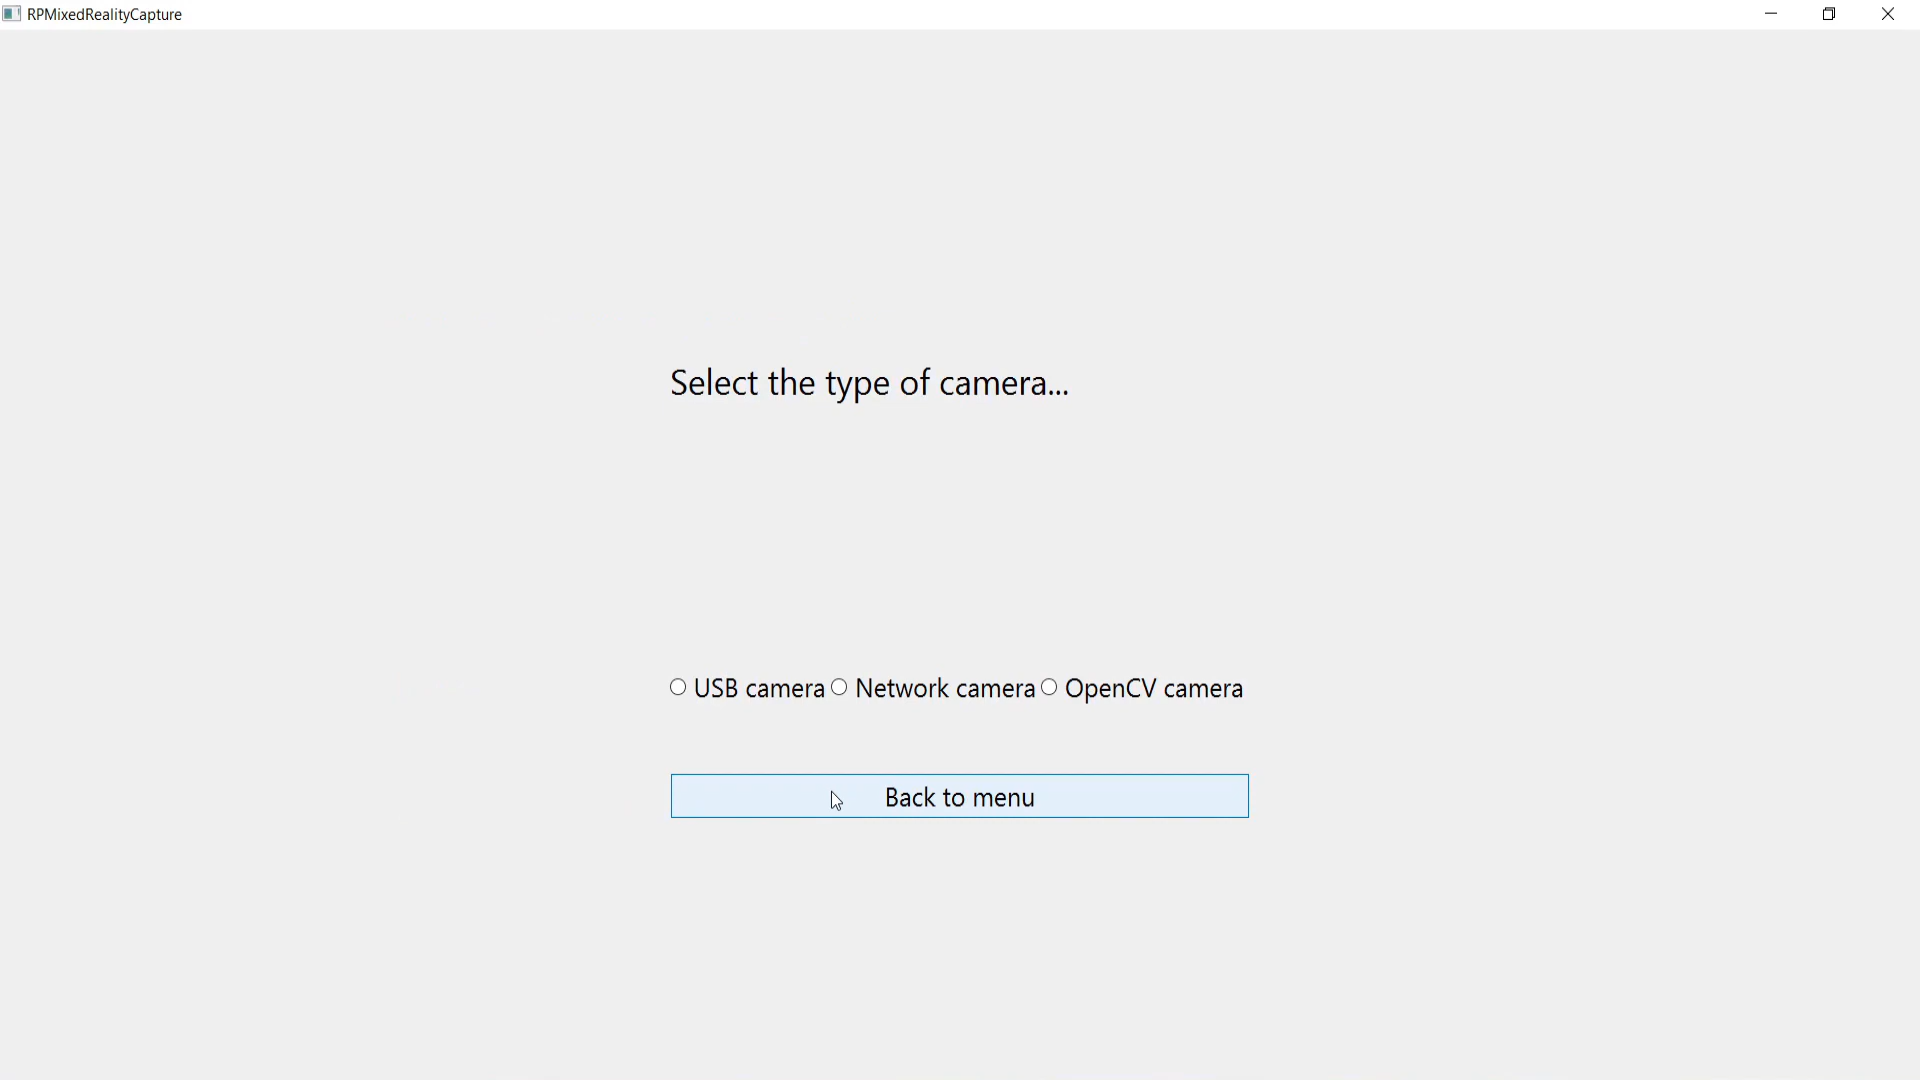 RPMixedRealityCapture
Select the type of camera...
USB camera Network camera OpenCV camera
Back to menu